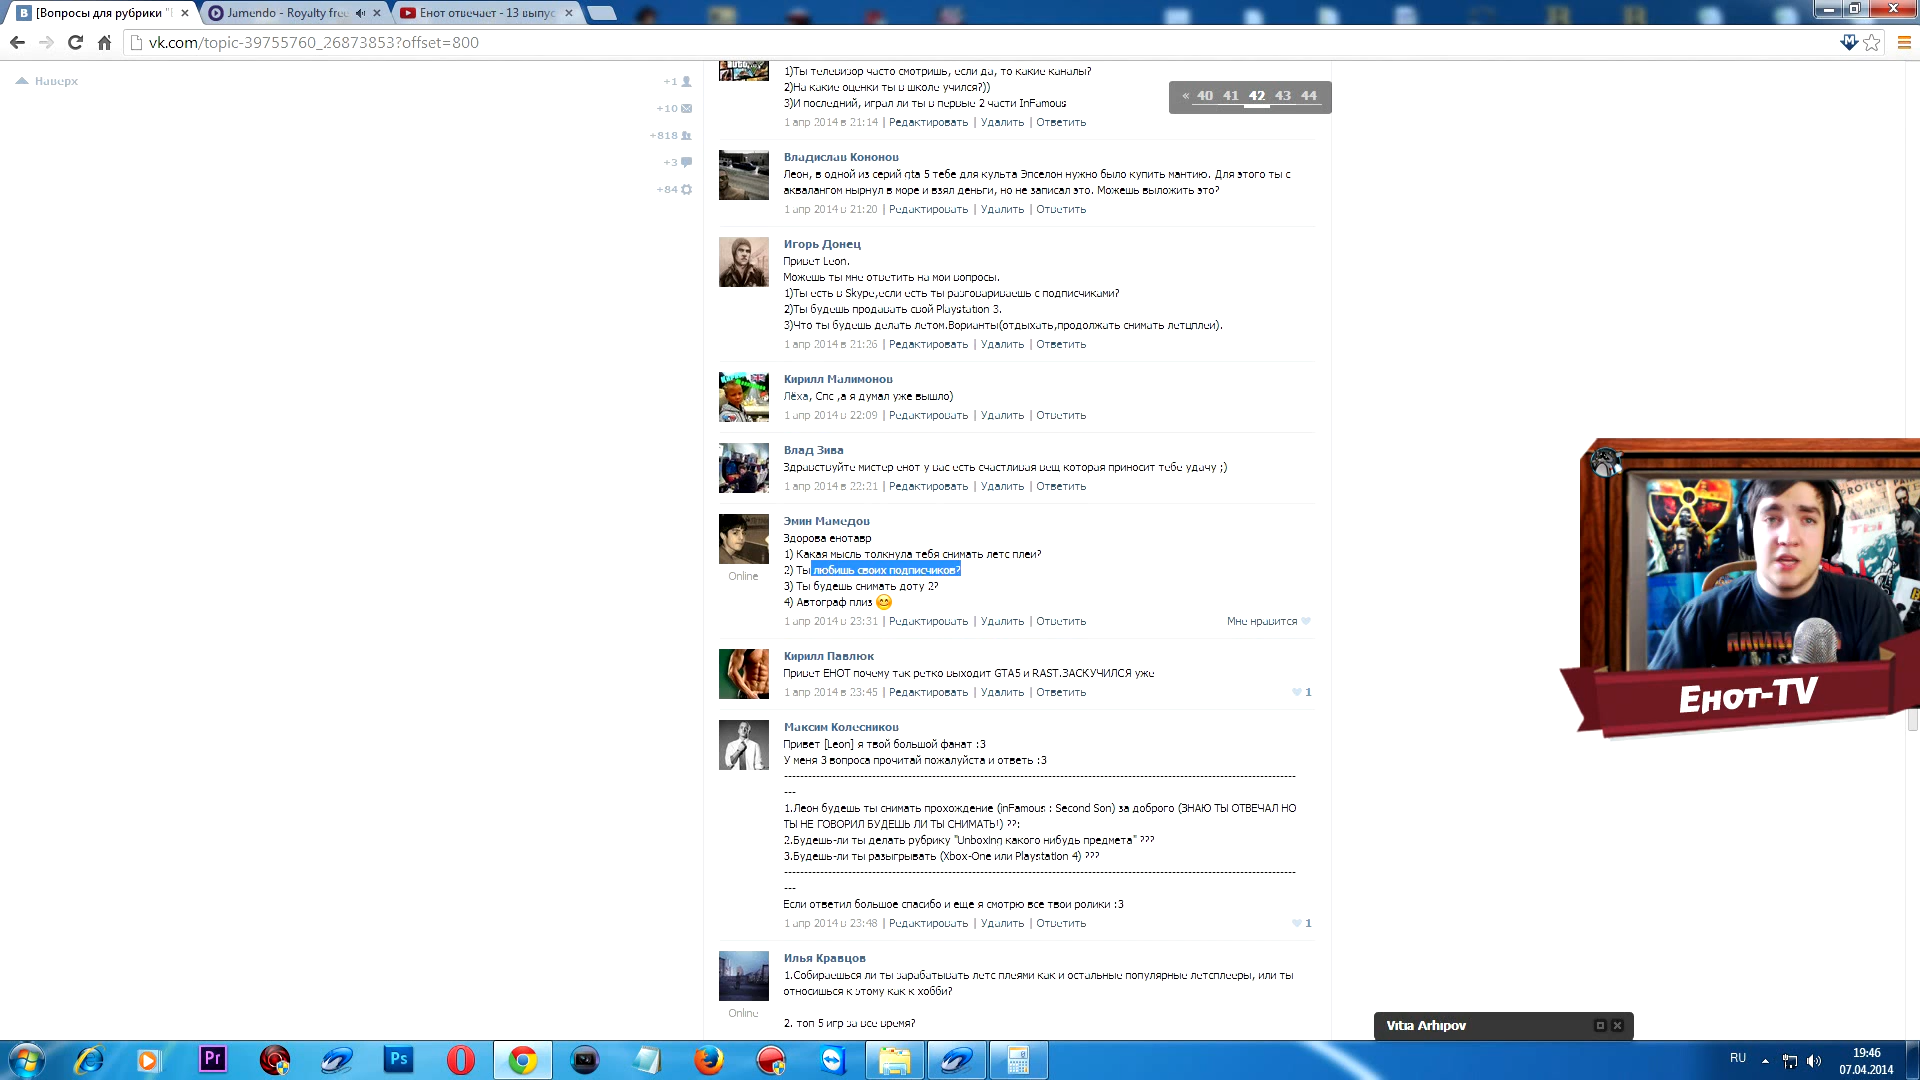 [Вопросы для рубрики "
Jamendo - Royalty free
Енот отвечает - 13 выпус
vk.com/topic-39755760_26873853?offset=800
Наверх
+1
+10
+818
+3
+84
« 40 41 42 43 44
1)Ты телевизор часто смотришь, если да, то какие каналы?
2)На какие оценки ты в школе учился?))
3)И последний, играл ли ты в первые 2 части InFamous
1 апр 2014 в 21:14 | Редактировать | Удалить | Ответить
Владислав Кононов
Леон, в одной из серий gta 5 тебе для культа Эпселон нужно было купить мантию. Для этого ты с
аквалангом нырнул в море и взял деньги, но не записал это. Можешь выложить это?
1 апр 2014 в 21:20 | Редактировать | Удалить | Ответить
Игорь Донец
Привет Leon.
Можешь ты мне ответить на мои вопросы.
1)Ты есть в Skype,если есть ты разговариваешь с подписчиками?
2)Ты будешь продавать свой Playstation 3.
3)Что ты будешь делать летом.Ворианты(отдыхать,продолжать снимать летцплеи).
1 апр 2014 в 21:26 | Редактировать | Удалить | Ответить
Кирилл Малимонов
Лёха, Спс ,а я думал уже вышло)
1 апр 2014 в 22:09 | Редактировать | Удалить | Ответить
Влад Зива
Здравствуйте мистер енот у вас есть счастливая вещ которая приносит тебе удачу ;)
1 апр 2014 в 22:21 | Редактировать | Удалить | Ответить
Эмин Мамедов
Здорова енотавр
1) Какая мысль толкнула тебя снимать летс плеи?
2) Ты любишь своих подписчиков?
3) Ты будешь снимать доту 2?
4) Автограф плиз 😊
Online
1 апр 2014 в 23:31 | Редактировать | Удалить | Ответить
Мне нравится
Кирилл Павлюк
Привет ЕНОТ почему так ретко выходит GTA5 и RAST.ЗАСКУЧИЛСЯ уже
1 апр 2014 в 23:45 | Редактировать | Удалить | Ответить
1
Максим Колесников
Привет [Leon] я твой большой фанат :3
У меня 3 вопроса прочитай пожалуйста и ответь :3
--------------------------------------------------------------------------------------------------------------------------------
---
1.Леон будешь ты снимать прохождение (inFamous : Second Son) за доброго (ЗНАЮ ТЫ ОТВЕЧАЛ НО
ТЫ НЕ ГОВОРИЛ БУДЕШЬ ЛИ ТЫ СНИМАТЬ!) ??:
2.Будешь-ли ты делать рубрику "Unboxing какого нибудь предмета" ???
3.Будешь-ли ты разыгрывать (Xbox-One или Playstation 4) ???
--------------------------------------------------------------------------------------------------------------------------------
---
Если ответил большое спасибо и еще я смотрю все твои ролики :3
1 апр 2014 в 23:48 | Редактировать | Удалить | Ответить
1
Илья Кравцов
1.Собираешься ли ты зарабатывать летс плеями как и остальные популярные летсплееры, или ты
относишься к этому как к хобби?
Online
2. топ 5 игр за все время?
Енот-TV
Vitia Arhipov
Pr
Ps
RU
19:46
07.04.2014